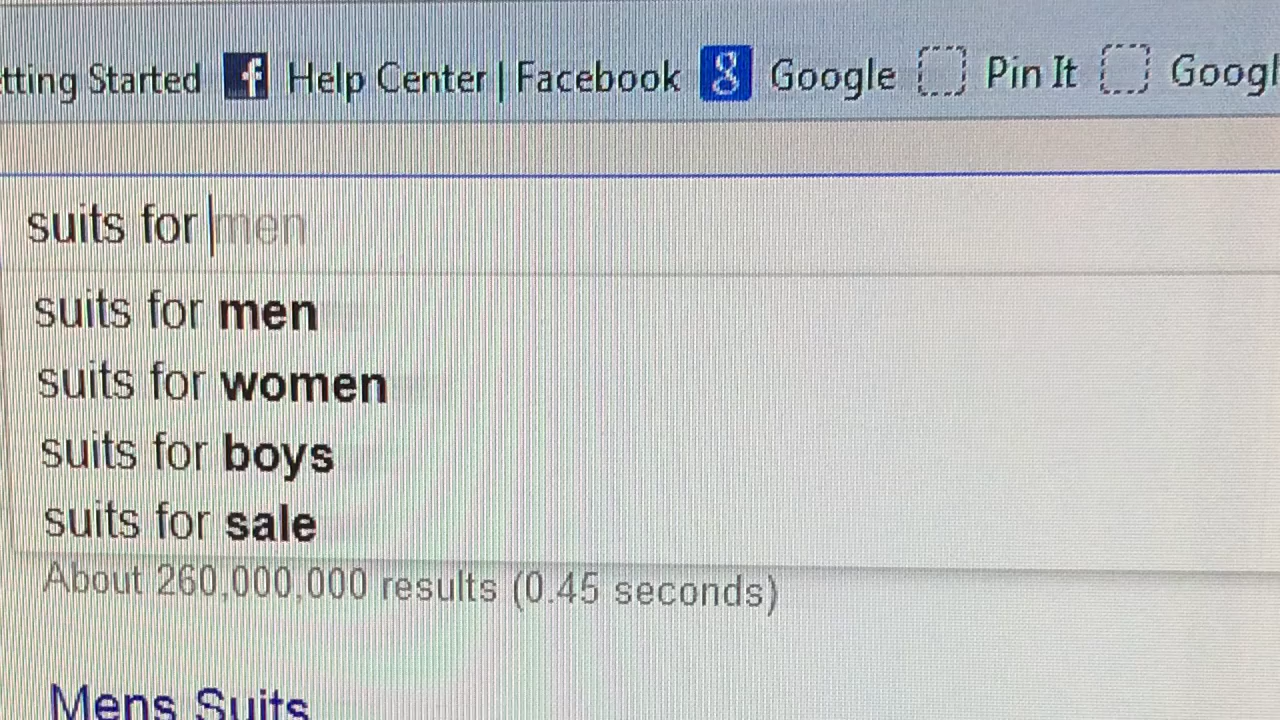 tting Started Help Center | Facebook Google Pin It Googl
suits for men
suits for men
suits for women
suits for boys
suits for sale
About 260,000,000 results (0.45 seconds)
Mens Suits